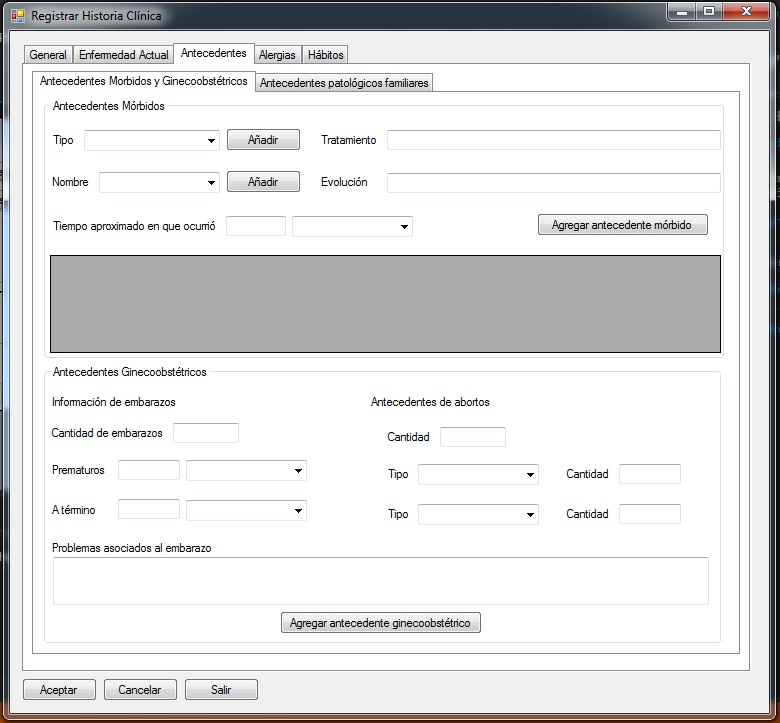 Registrar Historia Clínica
General Enfermedad Actual Antecedentes Alergias Hábitos
Antecedentes Morbidos y Ginecoobstétricos Antecedentes patológicos familiares
Antecedentes Mórbidos
Tipo Añadir Tratamiento
Nombre Añadir Evolución
Tiempo aproximado en que ocurrió Agregar antecedente mórbido
Antecedentes Ginecoobstétricos
Información de embarazos Antecedentes de abortos
Cantidad de embarazos Cantidad
Prematuros Tipo Cantidad
A término Tipo Cantidad
Problemas asociados al embarazo
Agregar antecedente ginecoobstétrico
Aceptar Cancelar Salir